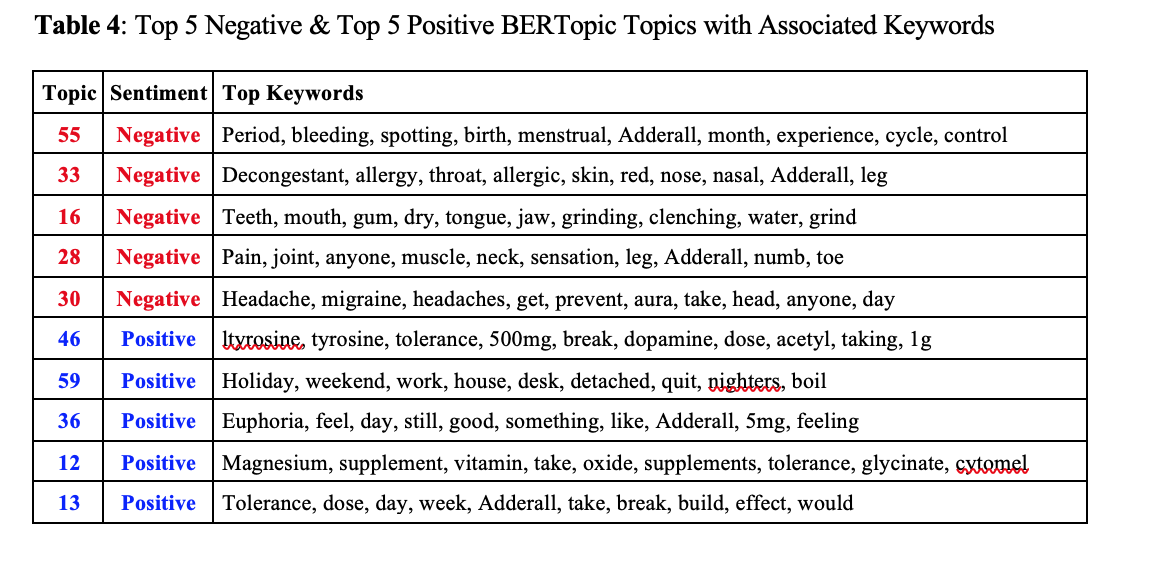 Table 4: Top 5 Negative & Top 5 Positive BERTopic Topics with Associated Keywords
Topic Sentiment Top Keywords
55 Negative Period, bleeding, spotting, birth, menstrual, Adderall, month, experience, cycle, control
33 Negative Decongestant, allergy, throat, allergic, skin, red, nose, nasal, Adderall, leg
16 Negative Teeth, mouth, gum, dry, tongue, jaw, grinding, clenching, water, grind
28 Negative Pain, joint, anyone, muscle, neck, sensation, leg, Adderall, numb, toe
30 Negative Headache, migraine, headaches, get, prevent, aura, take, head, anyone, day
46 Positive ltyrosine, tyrosine, tolerance, 500mg, break, dopamine, dose, acetyl, taking, 1g
59 Positive Holiday, weekend, work, house, desk, detached, quit, nighters, boil
36 Positive Euphoria, feel, day, still, good, something, like, Adderall, 5mg, feeling
12 Positive Magnesium, supplement, vitamin, take, oxide, supplements, tolerance, glycinate, cytomel
13 Positive Tolerance, dose, day, week, Adderall, take, break, build, effect, would